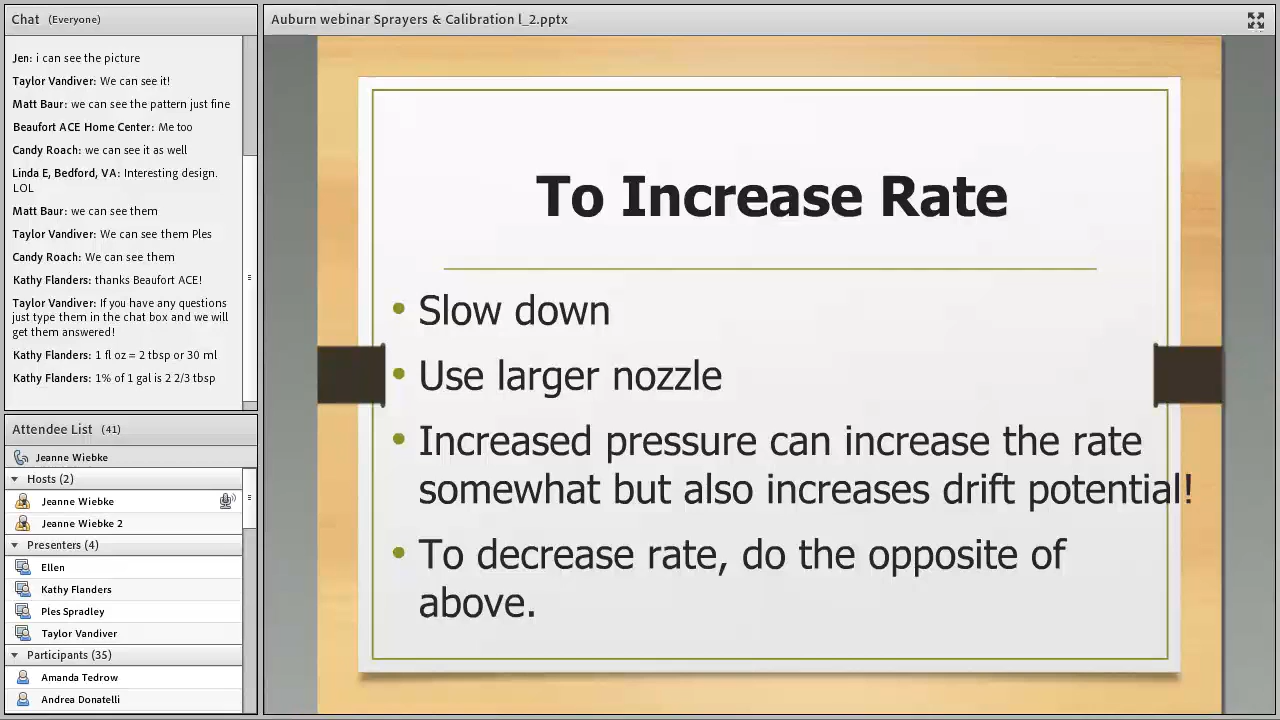 Chat (Everyone)
Jen: i can see the picture
Taylor Vandiver: We can see it!
Matt Baur: we can see the pattern just fine
Beaufort ACE Home Center: Me too
Candy Roach: we can see it as well
Linda E, Bedford, VA: Interesting design.
LOL
Matt Baur: we can see them
Taylor Vandiver: We can see them Ples
Candy Roach: We can see them
Kathy Flanders: thanks Beaufort ACE!
Taylor Vandiver: If you have any questions
just type them in the chat box and we will
get them answered!
Kathy Flanders: 1 fl oz = 2 tbsp or 30 ml
Kathy Flanders: 1% of 1 gal is 2 2/3 tbsp
Attendee List (41)
Jeanne Wiebke
Hosts (2)
Jeanne Wiebke
Jeanne Wiebke 2
Presenters (4)
Ellen
Kathy Flanders
Ples Spradley
Taylor Vandiver
Participants (35)
Amanda Tedrow
Andrea Donatelli
Auburn webinar Sprayers & Calibration l_2.pptx
To Increase Rate
• Slow down
• Use larger nozzle
• Increased pressure can increase the rate
somewhat but also increases drift potential!
• To decrease rate, do the opposite of
above.